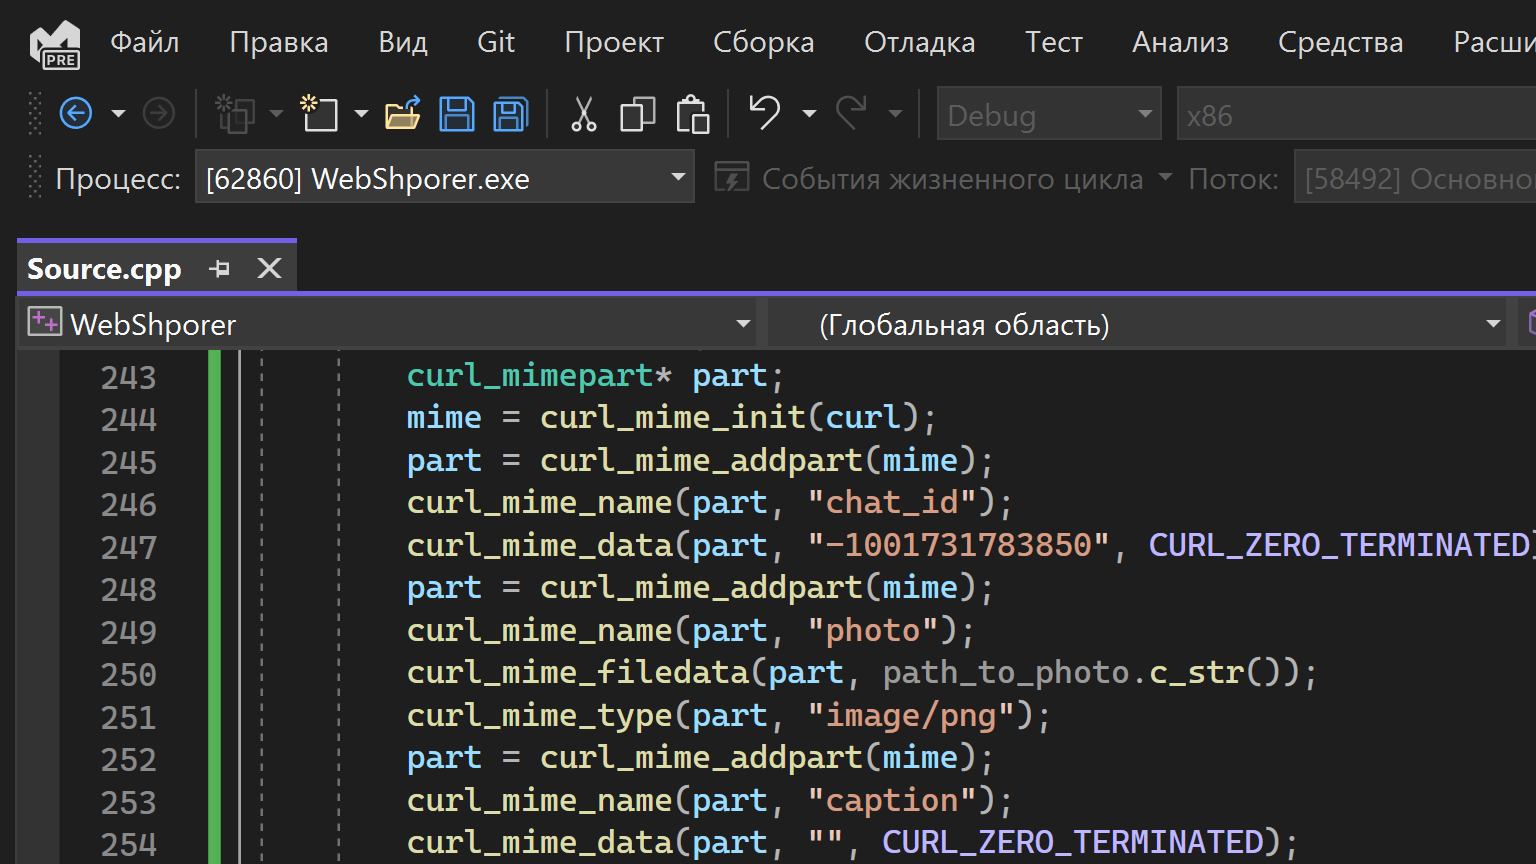 PRE Файл Правка Вид Git Проект Сборка Отладка Тест Анализ Средства
Debug x86
Процесс: [62860] WebShporer.exe События жизненного цикла Поток: [58492]
Source.cpp
WebShporer (Глобальная область)
243 curl_mimepart* part;
244 mime = curl_mime_init(curl);
245 part = curl_mime_addpart(mime);
246 curl_mime_name(part, "chat_id");
247 curl_mime_data(part, "-1001731783850", CURL_ZERO_TERMINATED)
248 part = curl_mime_addpart(mime);
249 curl_mime_name(part, "photo");
250 curl_mime_filedata(part, path_to_photo.c_str());
251 curl_mime_type(part, "image/png");
252 part = curl_mime_addpart(mime);
253 curl_mime_name(part, "caption");
254 curl_mime_data(part, "", CURL_ZERO_TERMINATED);